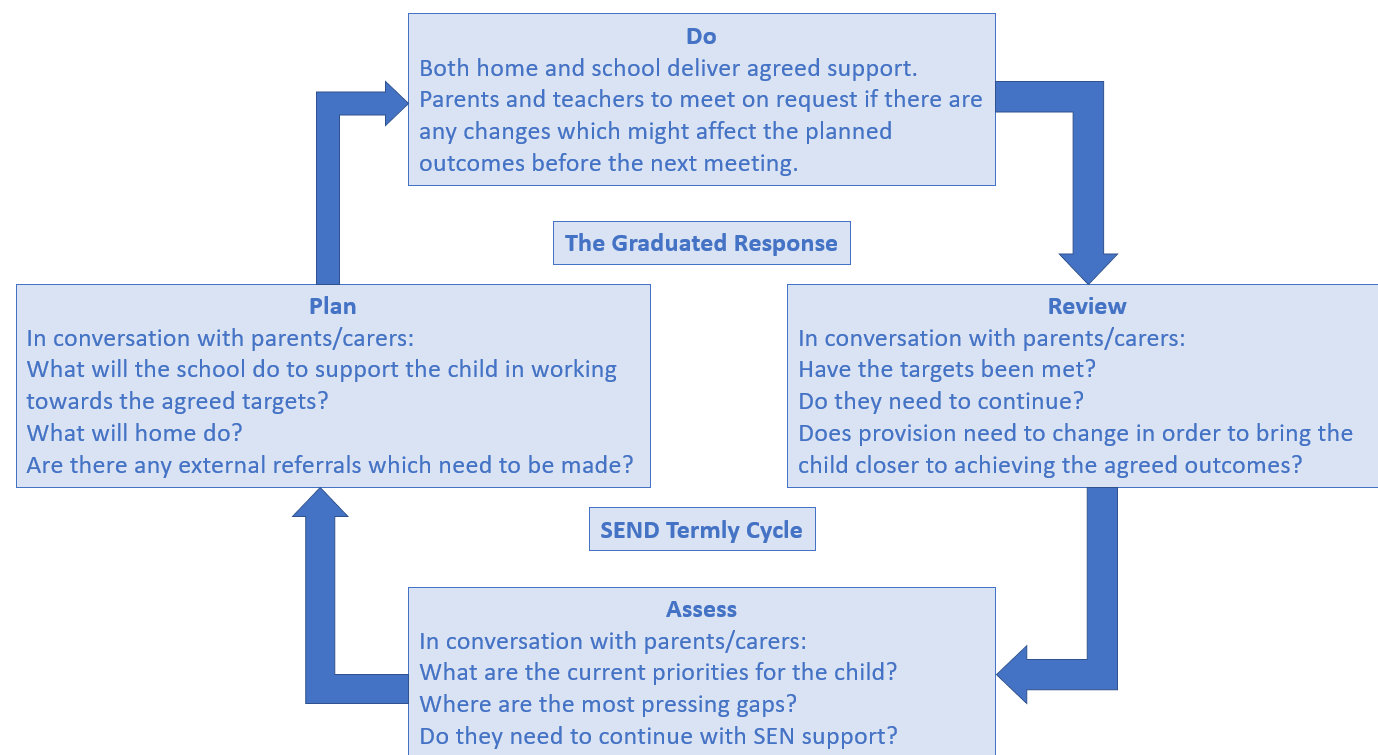 Do
Both home and school deliver agreed support.
Parents and teachers to meet on request if there are
any changes which might affect the planned
outcomes before the next meeting.
The Graduated Response
Plan
In conversation with parents/carers:
What will the school do to support the child in working
towards the agreed targets?
What will home do?
Are there any external referrals which need to be made?
Review
In conversation with parents/carers:
Have the targets been met?
Do they need to continue?
Does provision need to change in order to bring the
child closer to achieving the agreed outcomes?
SEND Termly Cycle
Assess
In conversation with parents/carers:
What are the current priorities for the child?
Where are the most pressing gaps?
Do they need to continue with SEN support?